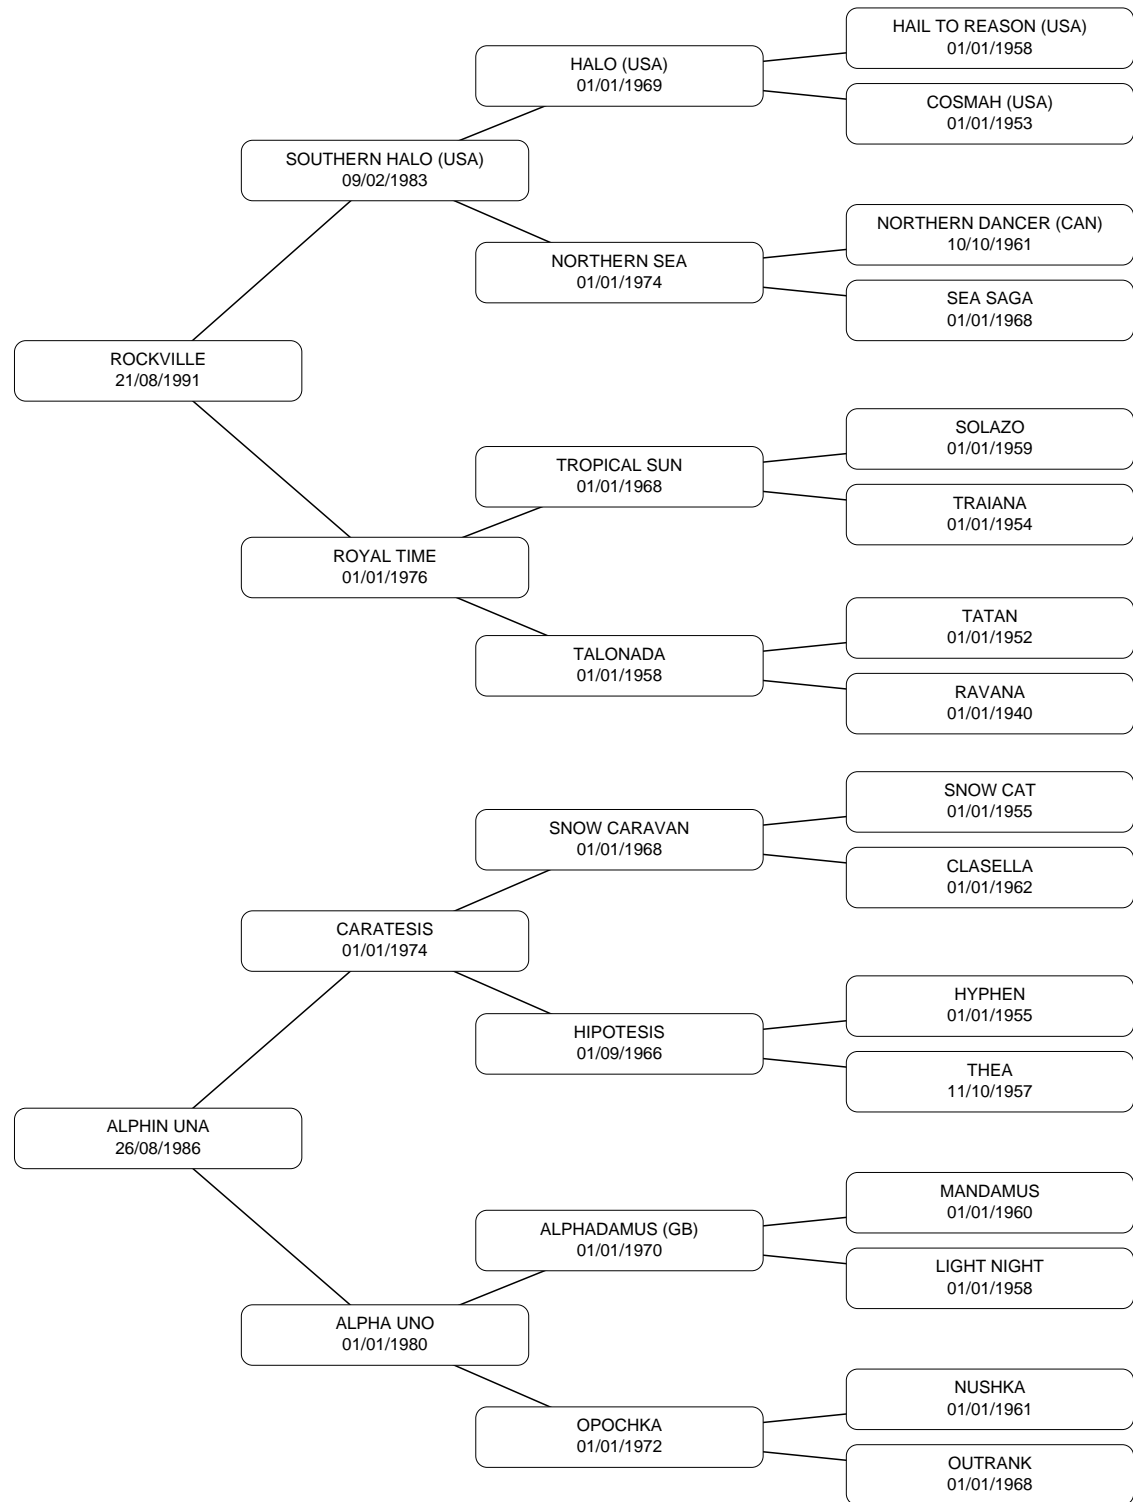 HAIL TO REASON (USA)
01/01/1958
HALO (USA)
01/01/1969
COSMAH (USA)
01/01/1953
SOUTHERN HALO (USA)
09/02/1983
NORTHERN DANCER (CAN)
10/10/1961
NORTHERN SEA
01/01/1974
SEA SAGA
01/01/1968
ROCKVILLE
21/08/1991
SOLAZO
01/01/1959
TROPICAL SUN
01/01/1968
TRAIANA
01/01/1954
ROYAL TIME
01/01/1976
TATAN
01/01/1952
TALONADA
01/01/1958
RAVANA
01/01/1940
SNOW CAT
01/01/1955
SNOW CARAVAN
01/01/1968
CLASELLA
01/01/1962
CARATESIS
01/01/1974
HYPHEN
01/01/1955
HIPOTESIS
01/09/1966
THEA
11/10/1957
ALPHIN UNA
26/08/1986
MANDAMUS
01/01/1960
ALPHADAMUS (GB)
01/01/1970
LIGHT NIGHT
01/01/1958
ALPHA UNO
01/01/1980
NUSHKA
01/01/1961
OPOCHKA
01/01/1972
OUTRANK
01/01/1968